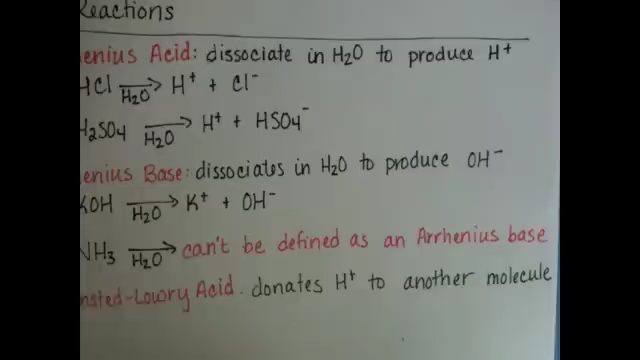 Reactions
enius Acid: dissociate in H₂O to produce H⁺
HCl →H₂O H⁺ + Cl⁻
H₂SO₄ →H₂O H⁺ + HSO₄⁻
enius Base: dissociates in H₂O to produce OH⁻
KOH →H₂O K⁺ + OH⁻
NH₃ →H₂O can't be defined as an Arrhenius base
nsted-Lowry Acid. donates H⁺ to another molecule